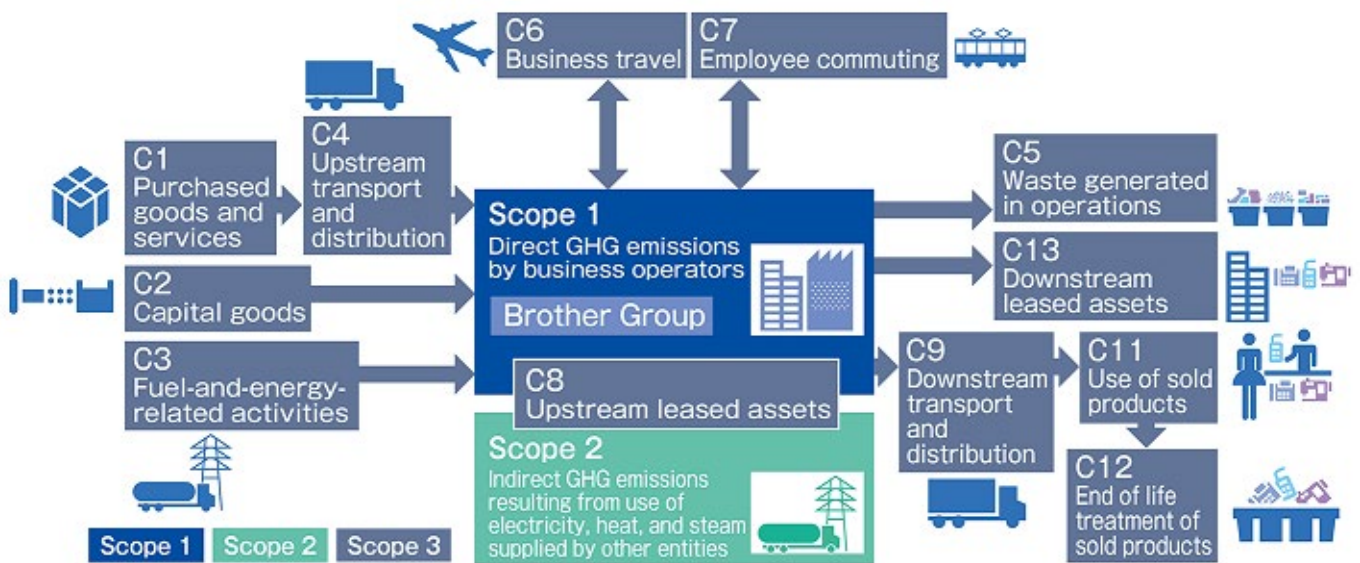 C6
Business travel
C7
Employee commuting
C1
Purchased
goods and
services
C4
Upstream
transport
and
distribution
C2
Capital goods
C3
Fuel-and-energy-
related activities
Scope 1
Direct GHG emissions
by business operators
Brother Group
C8
Upstream leased assets
Scope 2
Indirect GHG emissions
resulting from use of
electricity, heat, and steam
supplied by other entities
C5
Waste generated
in operations
C13
Downstream
leased assets
C9
Downstream
transport
and
distribution
C11
Use of sold
products
C12
End of life
treatment of
sold products
Scope 1
Scope 2
Scope 3